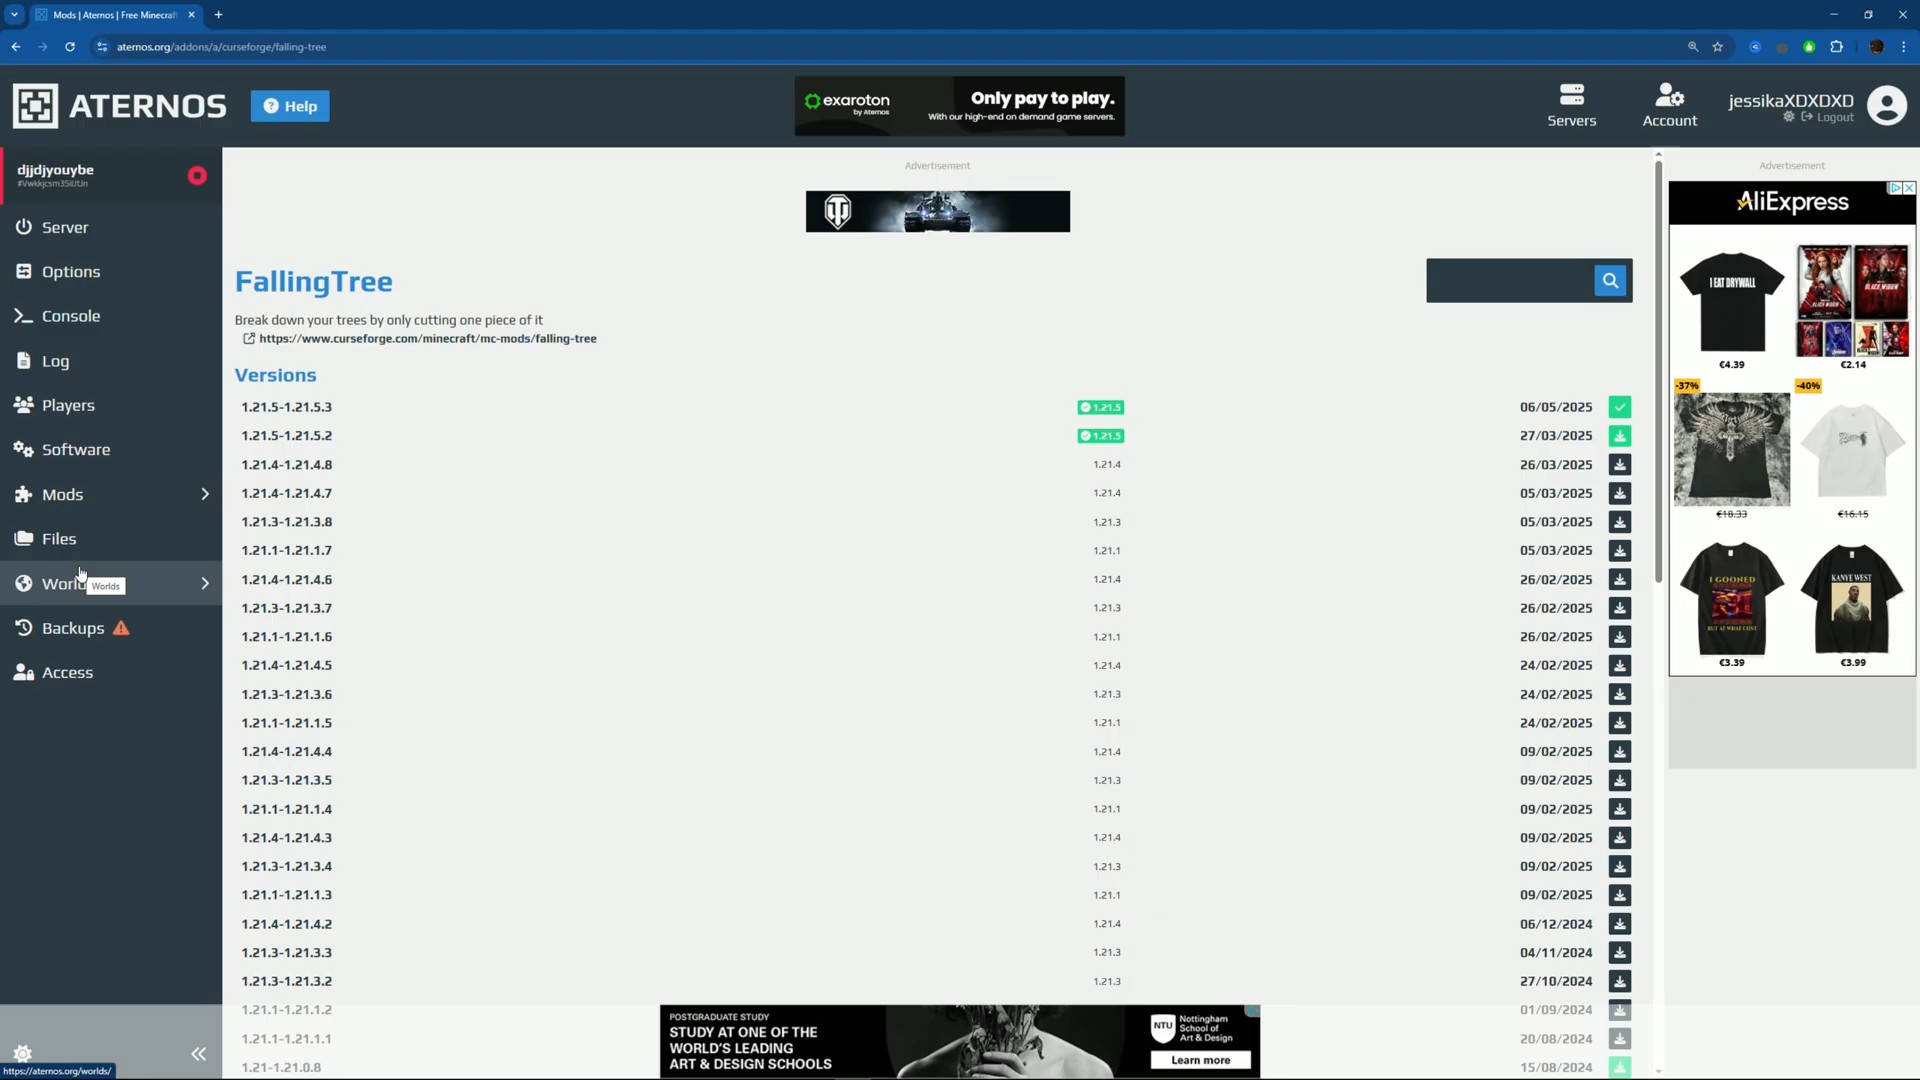 Mods | Aternos | Free Minecraf
aternos.org/addons/a/curseforge/falling-tree
ATERNOS
Help
exaroton
by Aternos
Only pay to play.
With our high-end on demand game servers.
Servers
Account
jessikaXDXDXD
Logout
djjdjyouybe
Server
Options
Console
Log
Players
Software
Mods
Files
Worl
Worlds
Backups
Access
https://aternos.org/worlds/
Advertisement
FallingTree
Break down your trees by only cutting one piece of it
https://www.curseforge.com/minecraft/mc-mods/falling-tree
Versions
1.21.5-1.21.5.3 1.21.5 06/05/2025
1.21.5-1.21.5.2 1.21.5 27/03/2025
1.21.4-1.21.4.8 1.21.4 26/03/2025
1.21.4-1.21.4.7 1.21.4 05/03/2025
1.21.3-1.21.3.8 1.21.3 05/03/2025
1.21.1-1.21.1.7 1.21.1 05/03/2025
1.21.4-1.21.4.6 1.21.4 26/02/2025
1.21.3-1.21.3.7 1.21.3 26/02/2025
1.21.1-1.21.1.6 1.21.1 26/02/2025
1.21.4-1.21.4.5 1.21.4 24/02/2025
1.21.3-1.21.3.6 1.21.3 24/02/2025
1.21.1-1.21.1.5 1.21.1 24/02/2025
1.21.4-1.21.4.4 1.21.4 09/02/2025
1.21.3-1.21.3.5 1.21.3 09/02/2025
1.21.1-1.21.1.4 1.21.1 09/02/2025
1.21.4-1.21.4.3 1.21.4 09/02/2025
1.21.3-1.21.3.4 1.21.3 09/02/2025
1.21.1-1.21.1.3 1.21.1 09/02/2025
1.21.4-1.21.4.2 1.21.4 06/12/2024
1.21.3-1.21.3.3 1.21.3 04/11/2024
1.21.3-1.21.3.2 1.21.3 27/10/2024
1.21.1-1.21.1.2 01/09/2024
1.21.1-1.21.1.1 20/08/2024
1.21-1.21.0.8 15/08/2024
POSTGRADUATE STUDY
STUDY AT ONE OF THE
WORLD'S LEADING
ART & DESIGN SCHOOLS
NTU
Nottingham
School of
Art & Design
Learn more
Advertisement
AliExpress
I EAT DRYWALL
BLACK WIDOW
€4.39 €2.14
-37% -40%
€18.33 €16.15
I GOONED
BUT AT WHAT COST
KANYE WEST
€3.39 €3.99